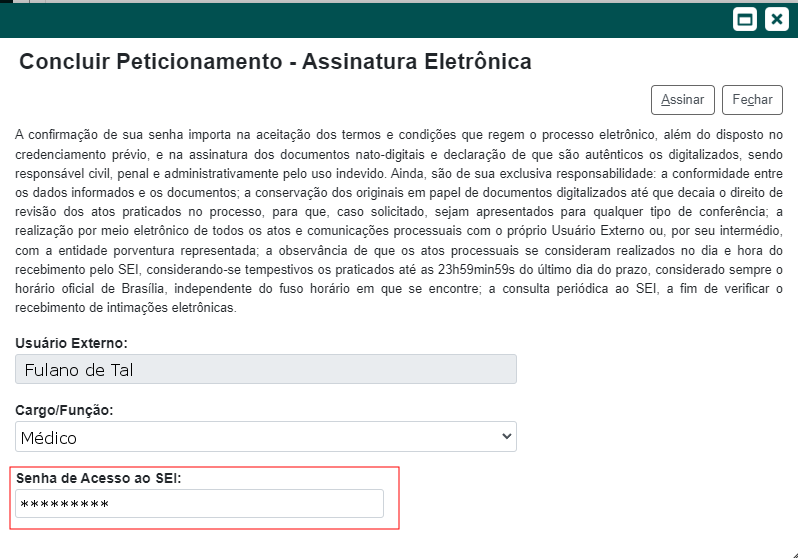 Concluir Peticionamento - Assinatura Eletrônica
Assinar Fechar
A confirmação de sua senha importa na aceitação dos termos e condições que regem o processo eletrônico, além do disposto no
credenciamento prévio, e na assinatura dos documentos nato-digitais e declaração de que são autênticos os digitalizados, sendo
responsável civil, penal e administrativamente pelo uso indevido. Ainda, são de sua exclusiva responsabilidade: a conformidade entre
os dados informados e os documentos; a conservação dos originais em papel de documentos digitalizados até que decaia o direito de
revisão dos atos praticados no processo, para que, caso solicitado, sejam apresentados para qualquer tipo de conferência; a
realização por meio eletrônico de todos os atos e comunicações processuais com o próprio Usuário Externo ou, por seu intermédio,
com a entidade porventura representada; a observância de que os atos processuais se consideram realizados no dia e hora do
recebimento pelo SEI, considerando-se tempestivos os praticados até as 23h59min59s do último dia do prazo, considerado sempre o
horário oficial de Brasília, independente do fuso horário em que se encontre; a consulta periódica ao SEI, a fim de verificar o
recebimento de intimações eletrônicas.
Usuário Externo:
Fulano de Tal
Cargo/Função:
Médico
Senha de Acesso ao SEI:
*********